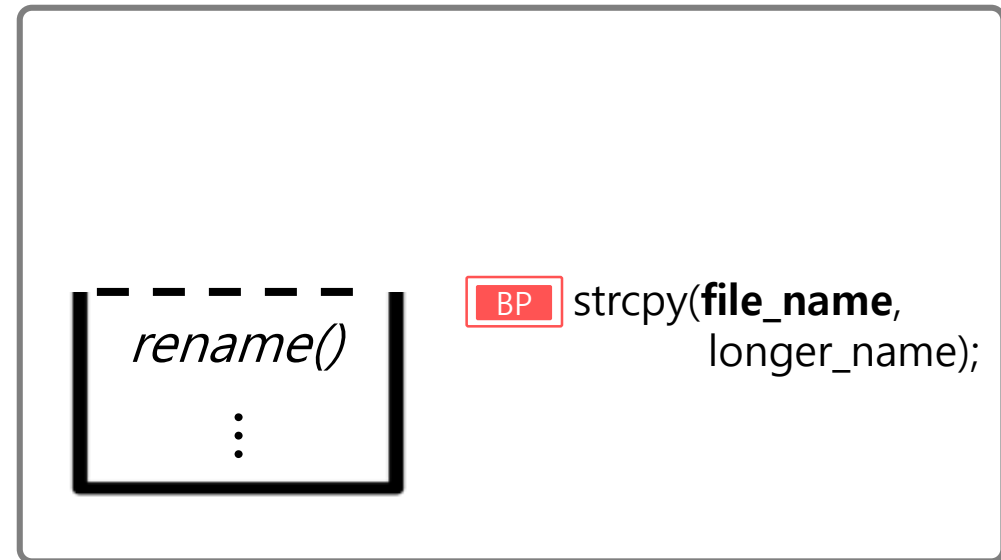 BP strcpy(file_name,
rename() longer_name);
⋮